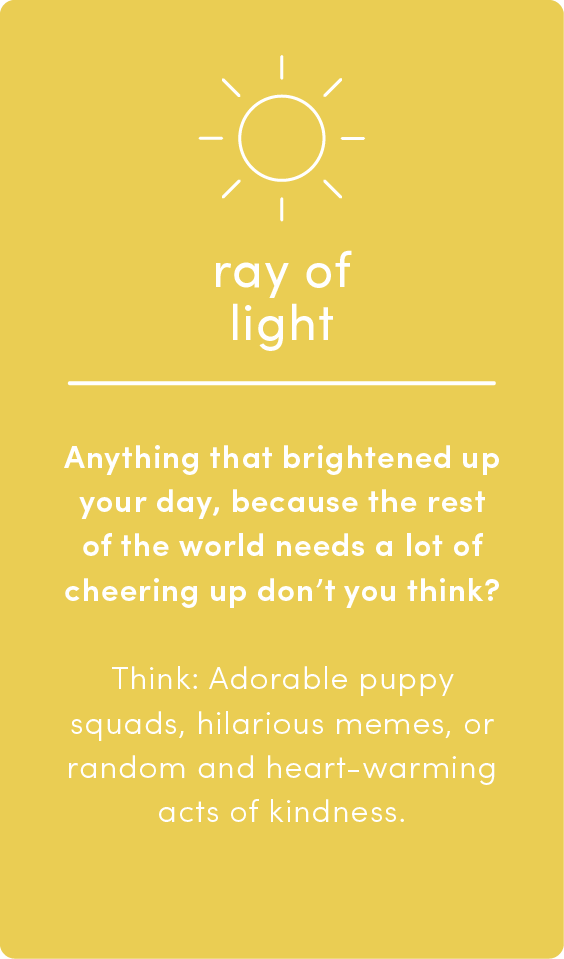 ray of
light
Anything that brightened up
your day, because the rest
of the world needs a lot of
cheering up don’t you think?
Think: Adorable puppy
squads, hilarious memes, or
random and heart-warming
acts of kindness.